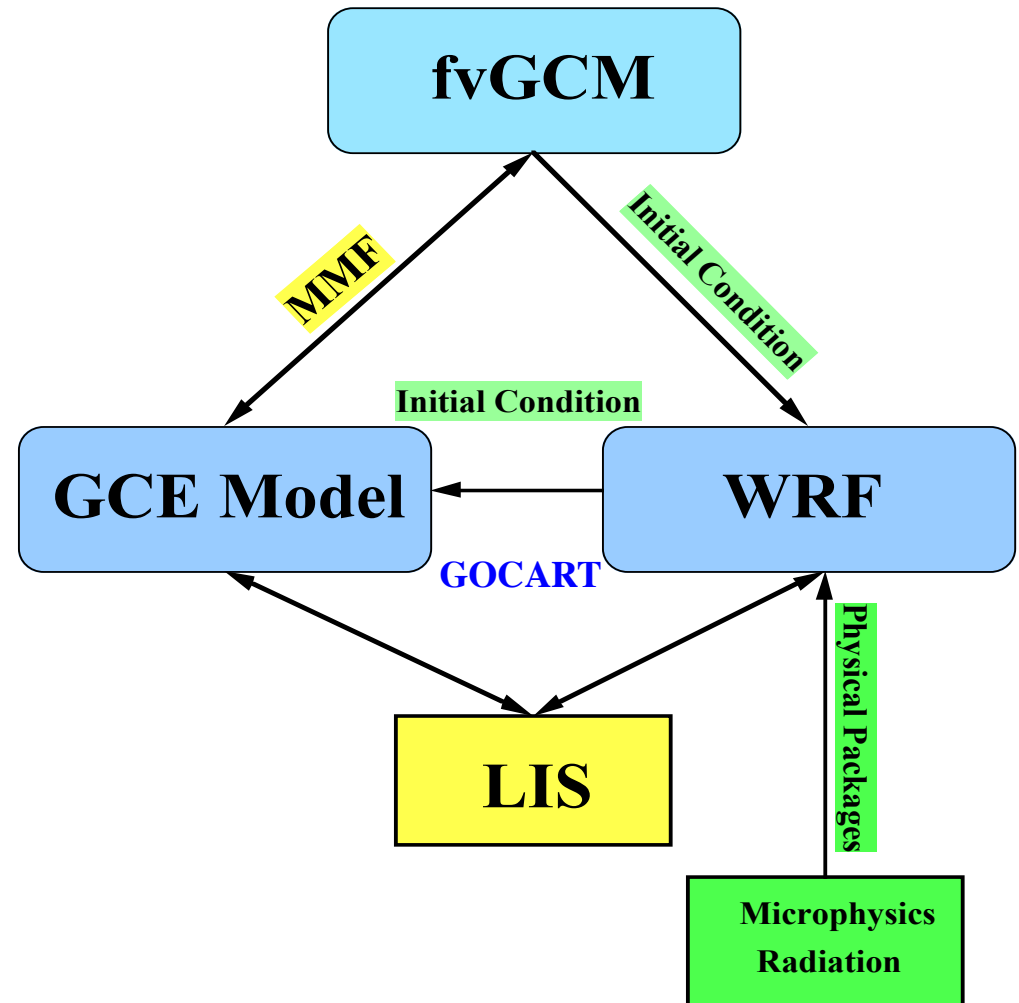 fvGCM
MMF
Initial Condition
Initial Condition
GCE Model
WRF
GOCART
Physical Packages
LIS
Microphysics
Radiation